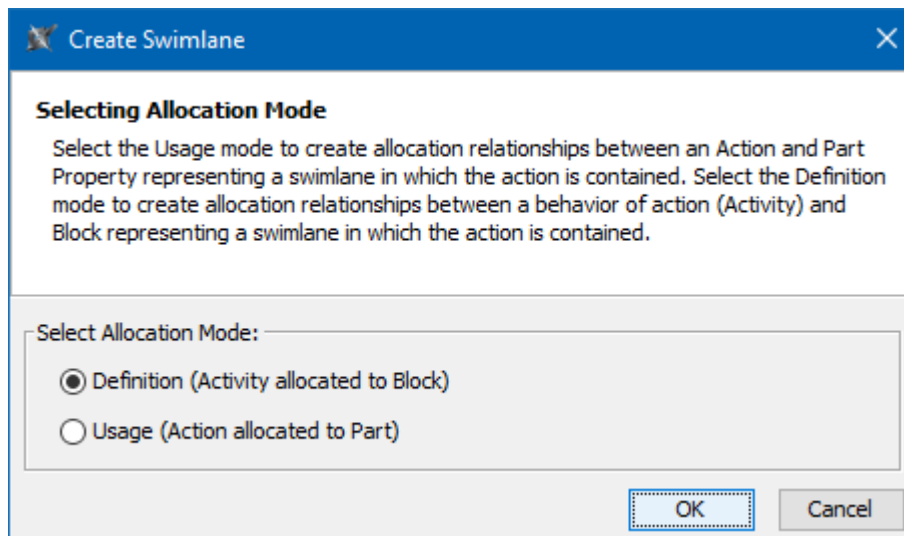 Create Swimlane
Selecting Allocation Mode
Select the Usage mode to create allocation relationships between an Action and Part
Property representing a swimlane in which the action is contained. Select the Definition
mode to create allocation relationships between a behavior of action (Activity) and
Block representing a swimlane in which the action is contained.
Select Allocation Mode:
Definition (Activity allocated to Block)
Usage (Action allocated to Part)
OK Cancel